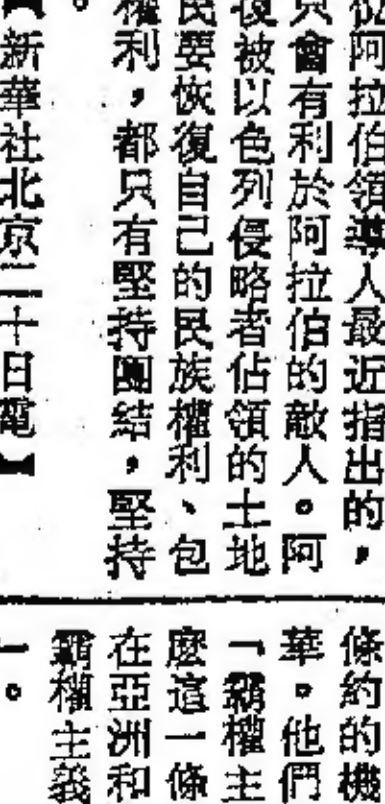 位阿拉伯領導人最近指出的，
只會有利於阿拉伯的敵人。阿
復被以色列侵略者佔領的土地
民要恢復自己的民族權利、包
權利，都只有堅持團結，堅持
。
【新華社北京二十日電】
條約的機
華。他們
「霸權主
麼這一條
在亞洲和
霸權主義
」。